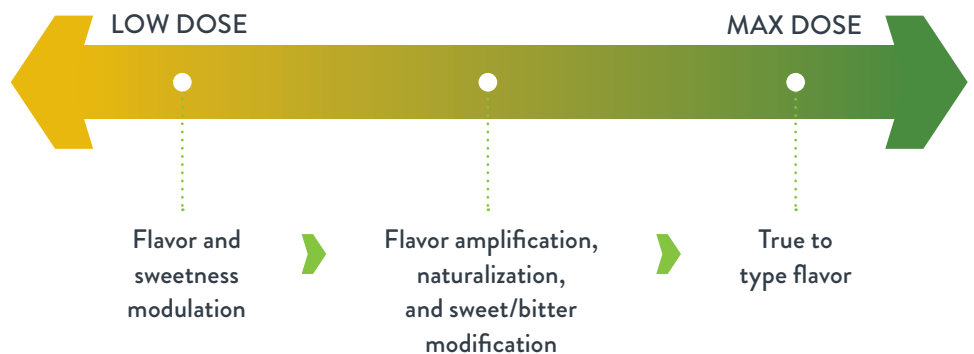 LOW DOSE
MAX DOSE
Flavor and
sweetness
modulation
Flavor amplification,
naturalization,
and sweet/bitter
modification
True to
type flavor